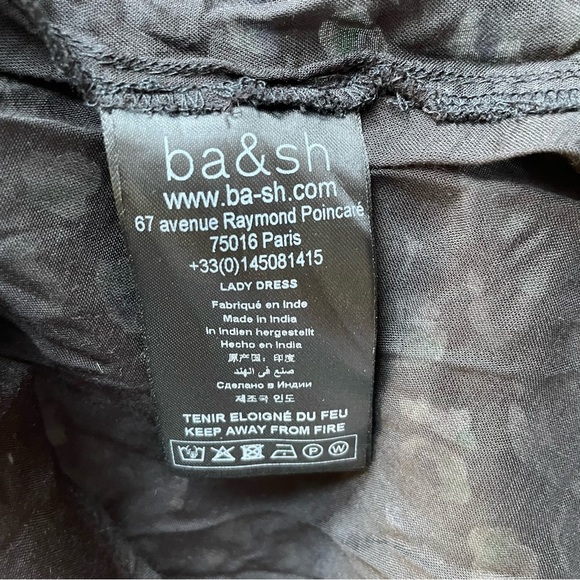 ba&sh
www.ba-sh.com
67 avenue Raymond Poincaré
75016 Paris
+33(0)145081415
LADY DRESS
Fabriqué en Inde
Made in India
In Indien hergestellt
Hecho en India
原产国：印度
صنع في الهند
Сделано в Индии
제조국 인도
TENIR ELOIGNÉ DU FEU
KEEP AWAY FROM FIRE
P W